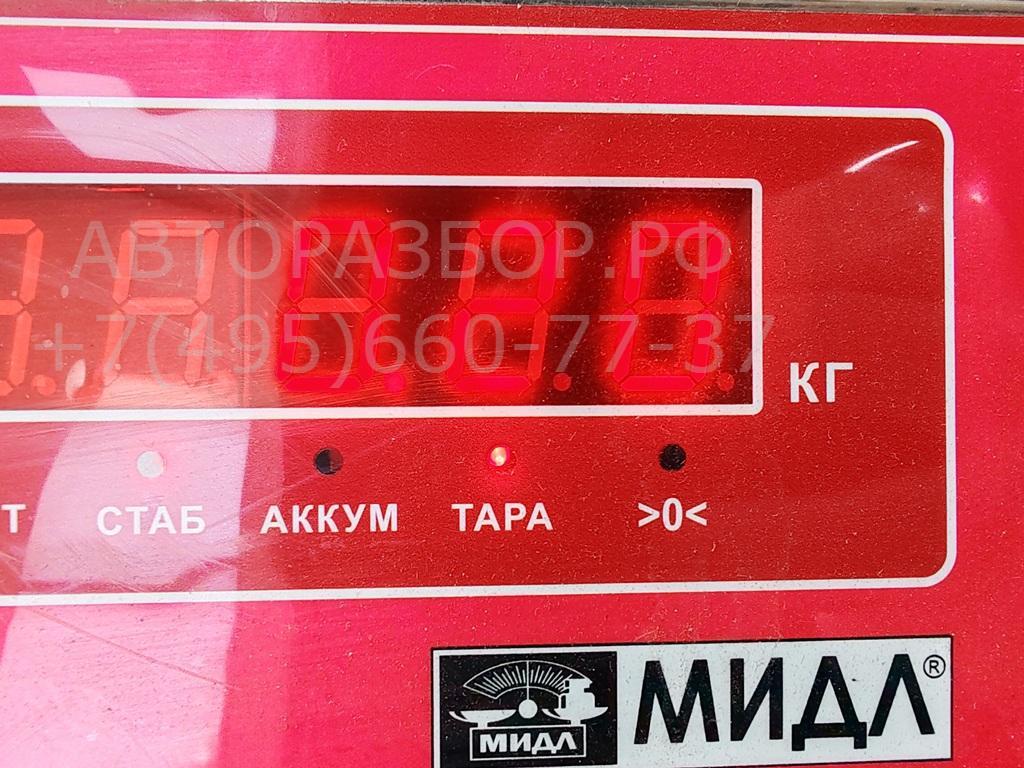 АВТОРАЗБОР.РФ
+7(495)660-77-37
КГ
Т СТАБ АККУМ ТАРА >0<
МИДЛ МИДЛ®